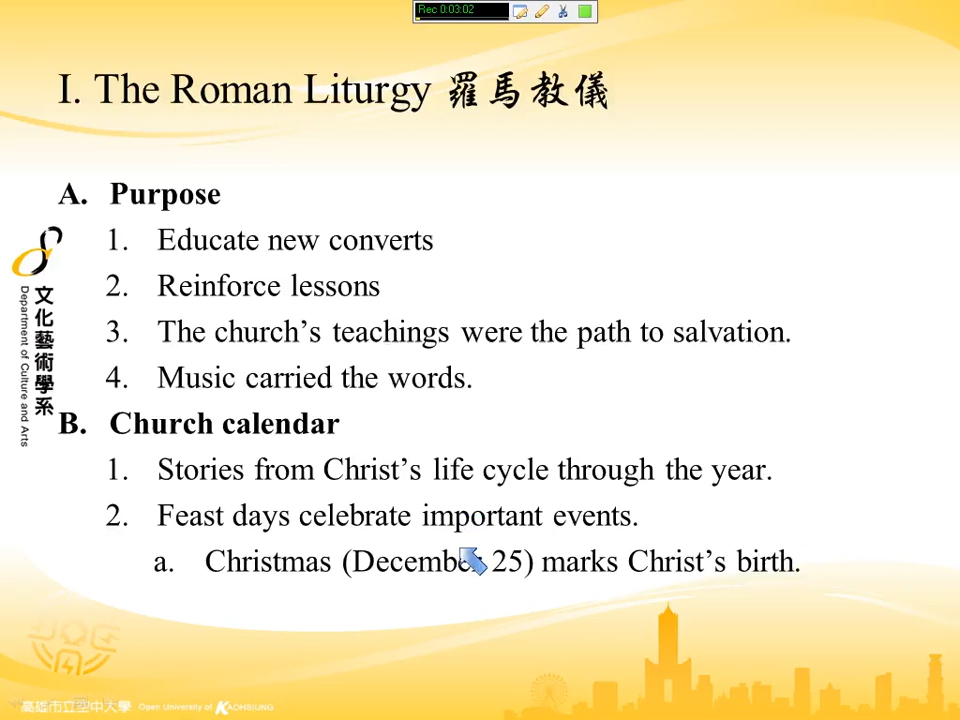 Rec 0:03:02
I. The Roman Liturgy 羅馬教儀
A. Purpose
1. Educate new converts
2. Reinforce lessons
3. The church’s teachings were the path to salvation.
4. Music carried the words.
B. Church calendar
1. Stories from Christ’s life cycle through the year.
2. Feast days celebrate important events.
a. Christmas (December 25) marks Christ’s birth.
文化藝術學系
Department of Culture and Arts
高雄市立空中大學 Open University of KAOHSIUNG